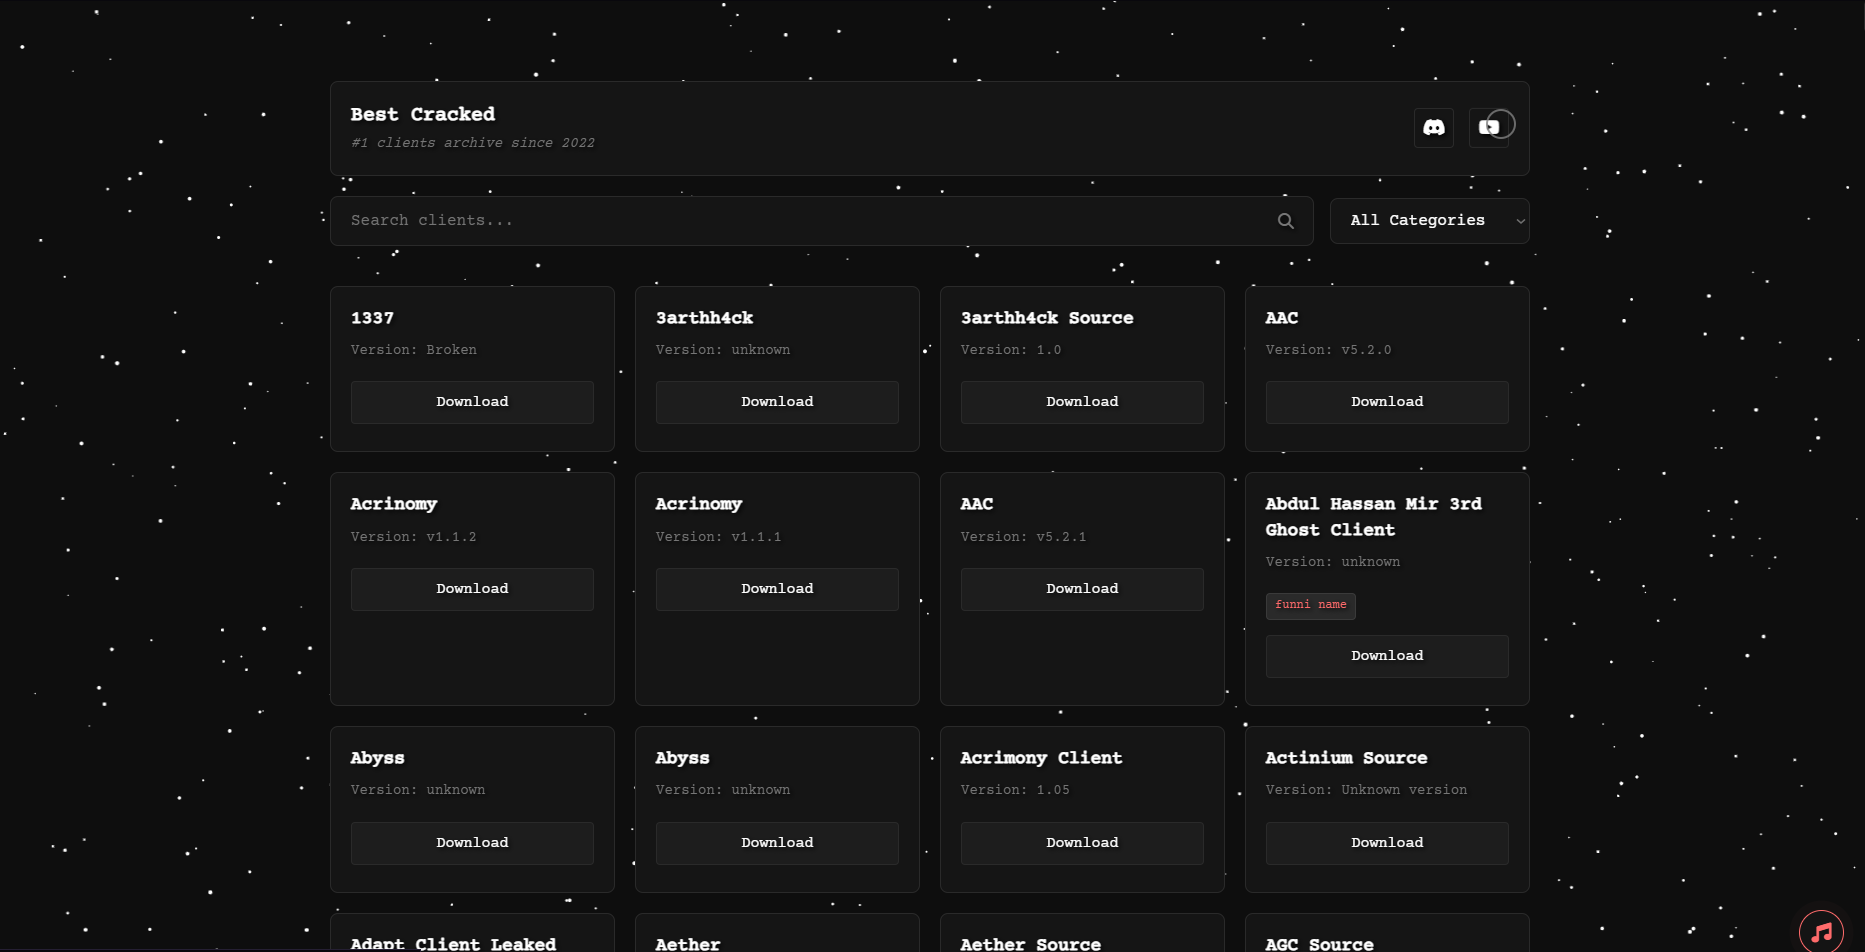 Best Cracked
#1 clients archive since 2022
Search clients...
All Categories
1337
Version: Broken
Download
3arthh4ck
Version: unknown
Download
3arthh4ck Source
Version: 1.0
Download
AAC
Version: v5.2.0
Download
Acrinomy
Version: v1.1.2
Download
Acrinomy
Version: v1.1.1
Download
AAC
Version: v5.2.1
Download
Abdul Hassan Mir 3rd
Ghost Client
Version: unknown
funni name
Download
Abyss
Version: unknown
Download
Abyss
Version: unknown
Download
Acrimony Client
Version: 1.05
Download
Actinium Source
Version: Unknown version
Download
Adapt Client Leaked
Aether
Aether Source
AGC Source